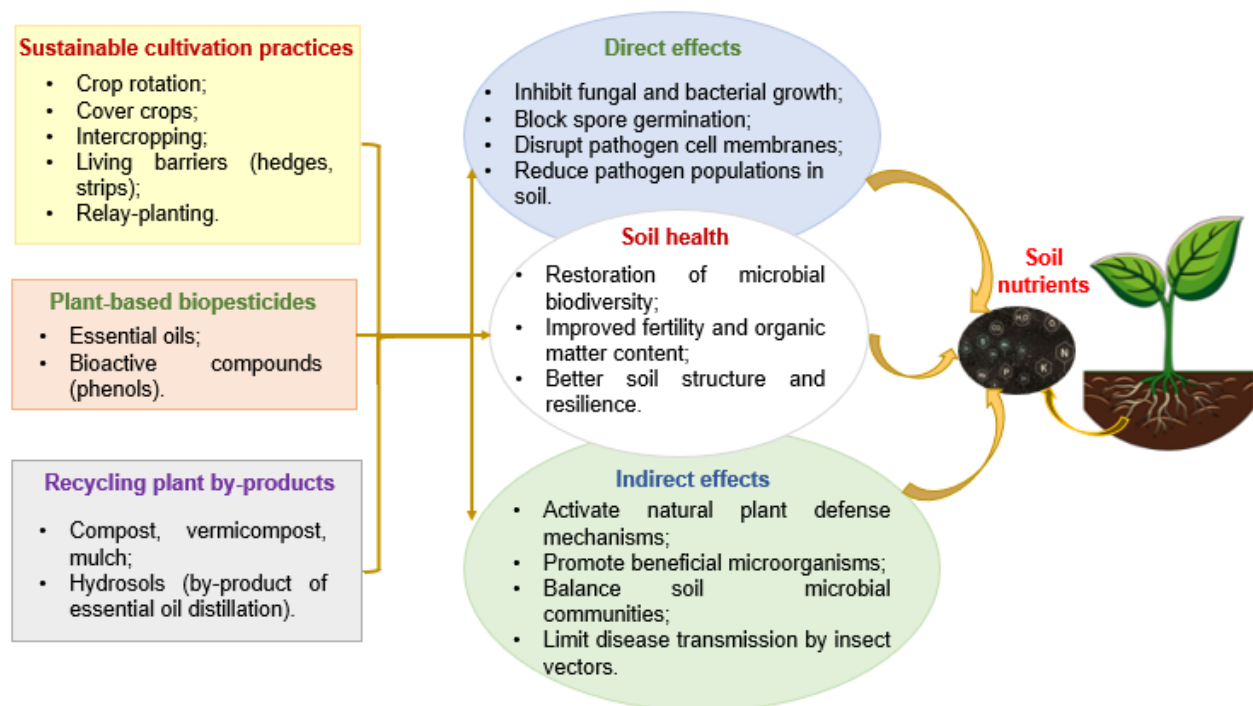 Sustainable cultivation practices
• Crop rotation;
• Cover crops;
• Intercropping;
• Living barriers (hedges,
strips);
• Relay-planting.
Plant-based biopesticides
• Essential oils;
• Bioactive compounds
(phenols).
Recycling plant by-products
• Compost, vermicompost,
mulch;
• Hydrosols (by-product of
essential oil distillation).
Direct effects
• Inhibit fungal and bacterial growth;
• Block spore germination;
• Disrupt pathogen cell membranes;
• Reduce pathogen populations in
soil.
Soil health
• Restoration of microbial
biodiversity;
• Improved fertility and organic
matter content;
• Better soil structure and
resilience.
Indirect effects
• Activate natural plant defense
mechanisms;
• Promote beneficial microorganisms;
• Balance soil microbial
communities;
• Limit disease transmission by insect
vectors.
Soil
nutrients
N
P
K